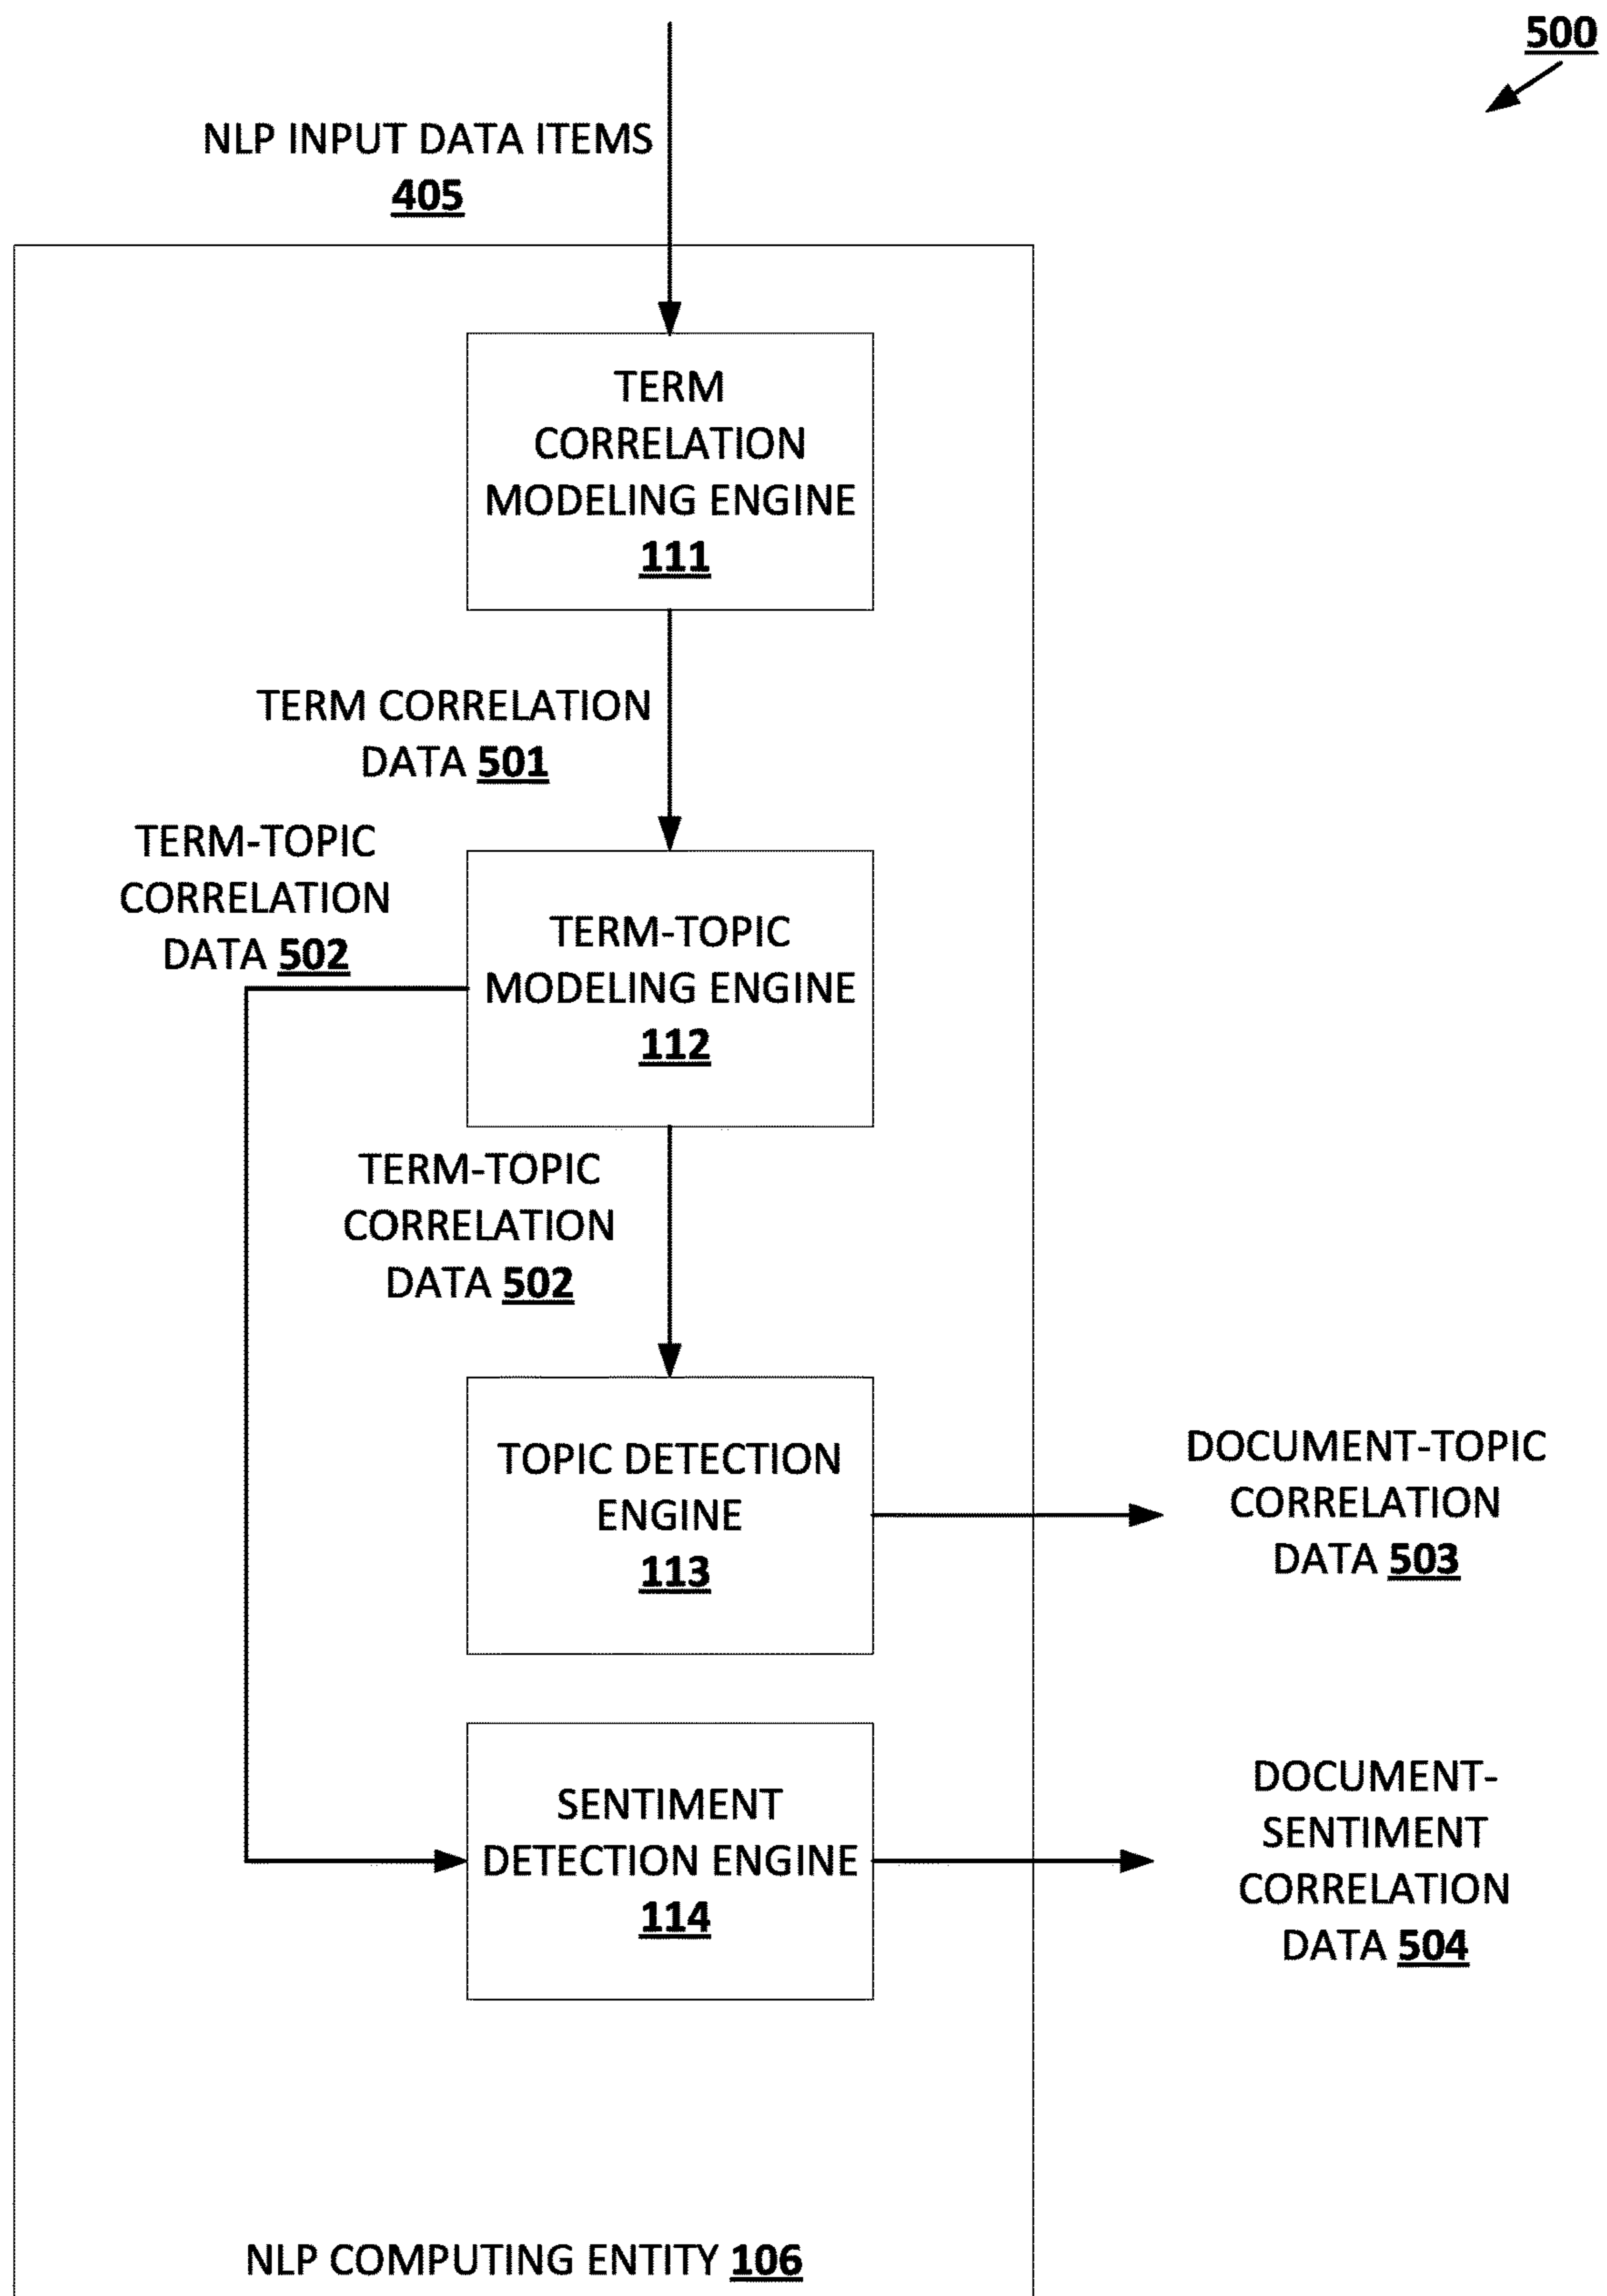 500
NLP INPUT DATA ITEMS
405
TERM
CORRELATION
MODELING ENGINE
111
TERM CORRELATION
DATA 501
TERM-TOPIC
CORRELATION
DATA 502
TERM-TOPIC
MODELING ENGINE
112
TERM-TOPIC
CORRELATION
DATA 502
TOPIC DETECTION
ENGINE
113
DOCUMENT-TOPIC
CORRELATION
DATA 503
SENTIMENT
DETECTION ENGINE
114
DOCUMENT-
SENTIMENT
CORRELATION
DATA 504
NLP COMPUTING ENTITY 106